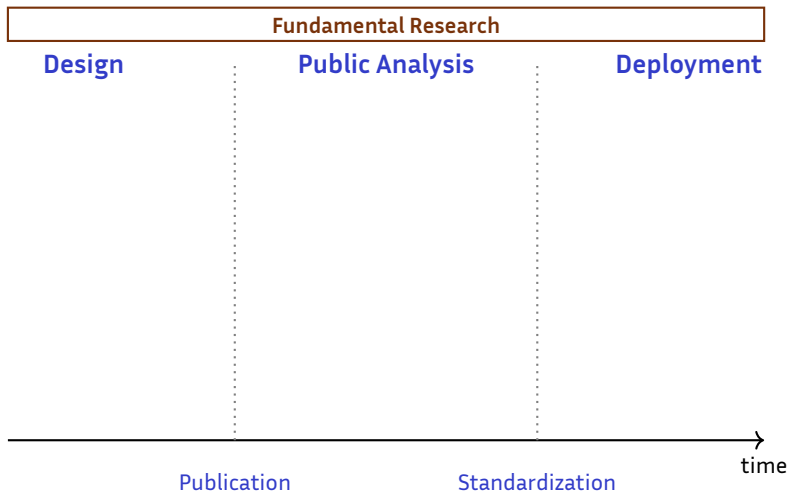 Fundamental Research
Design Public Analysis Deployment
time
Publication Standardization